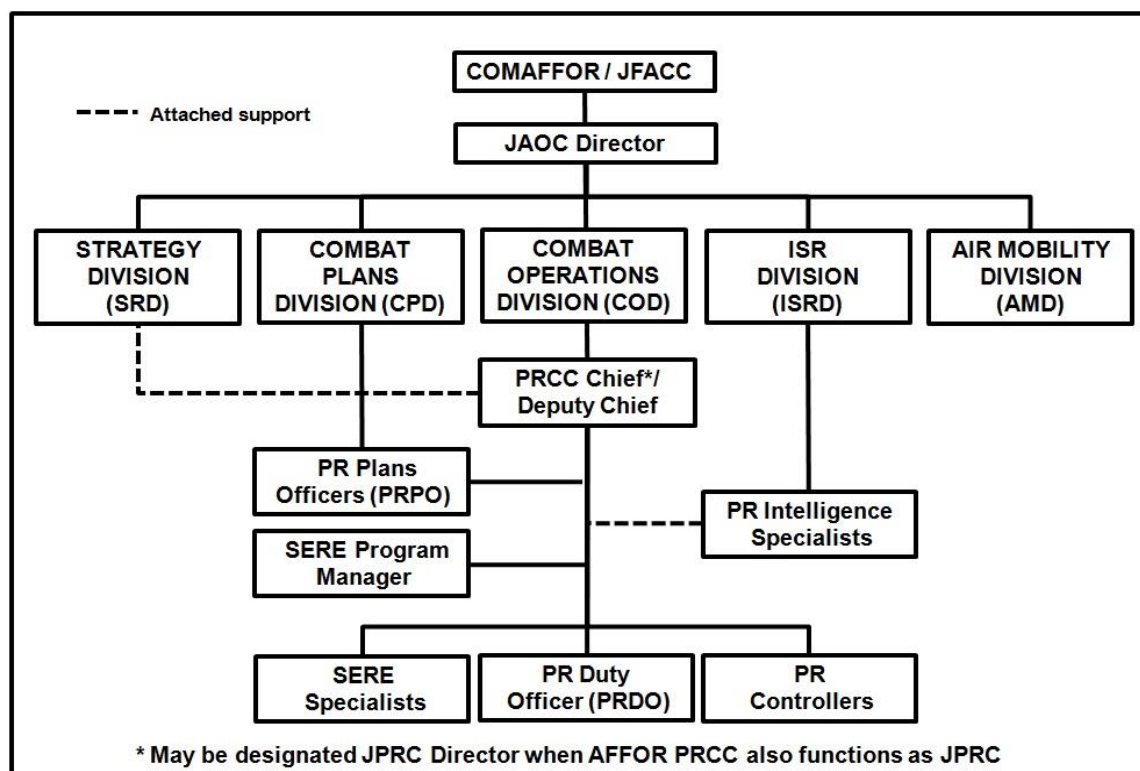 COMAFFOR / JFACC
Attached support
JAOC Director
STRATEGY
DIVISION
(SRD)
COMBAT
PLANS
DIVISION (CPD)
COMBAT
OPERATIONS
DIVISION (COD)
ISR
DIVISION
(ISRD)
AIR MOBILITY
DIVISION
(AMD)
PRCC Chief*/
Deputy Chief
PR Plans
Officers (PRPO)
PR Intelligence
Specialists
SERE Program
Manager
SERE
Specialists
PR Duty
Officer (PRDO)
PR
Controllers
* May be designated JPRC Director when AFFOR PRCC also functions as JPRC